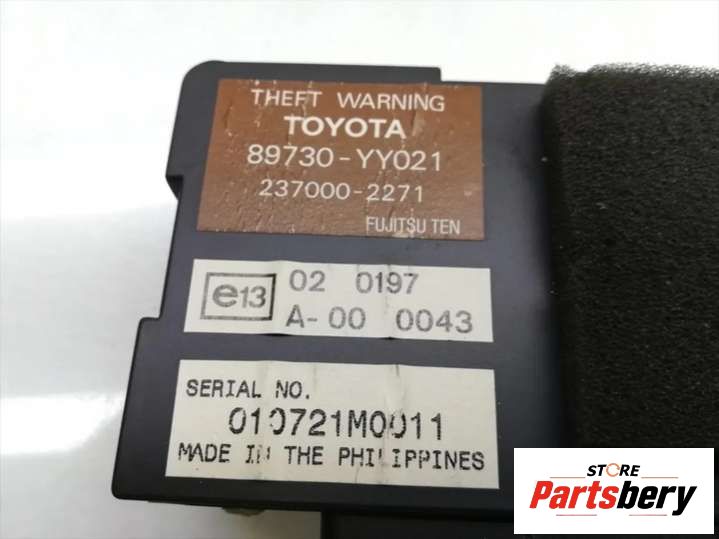 THEFT WARNING
TOYOTA
89730-YY021
237000-2271
FUJITSU TEN
e13
02 0197
A-00 0043
SERIAL NO.
010721M0011
MADE IN THE PHILIPPINES
STORE
Partsbery